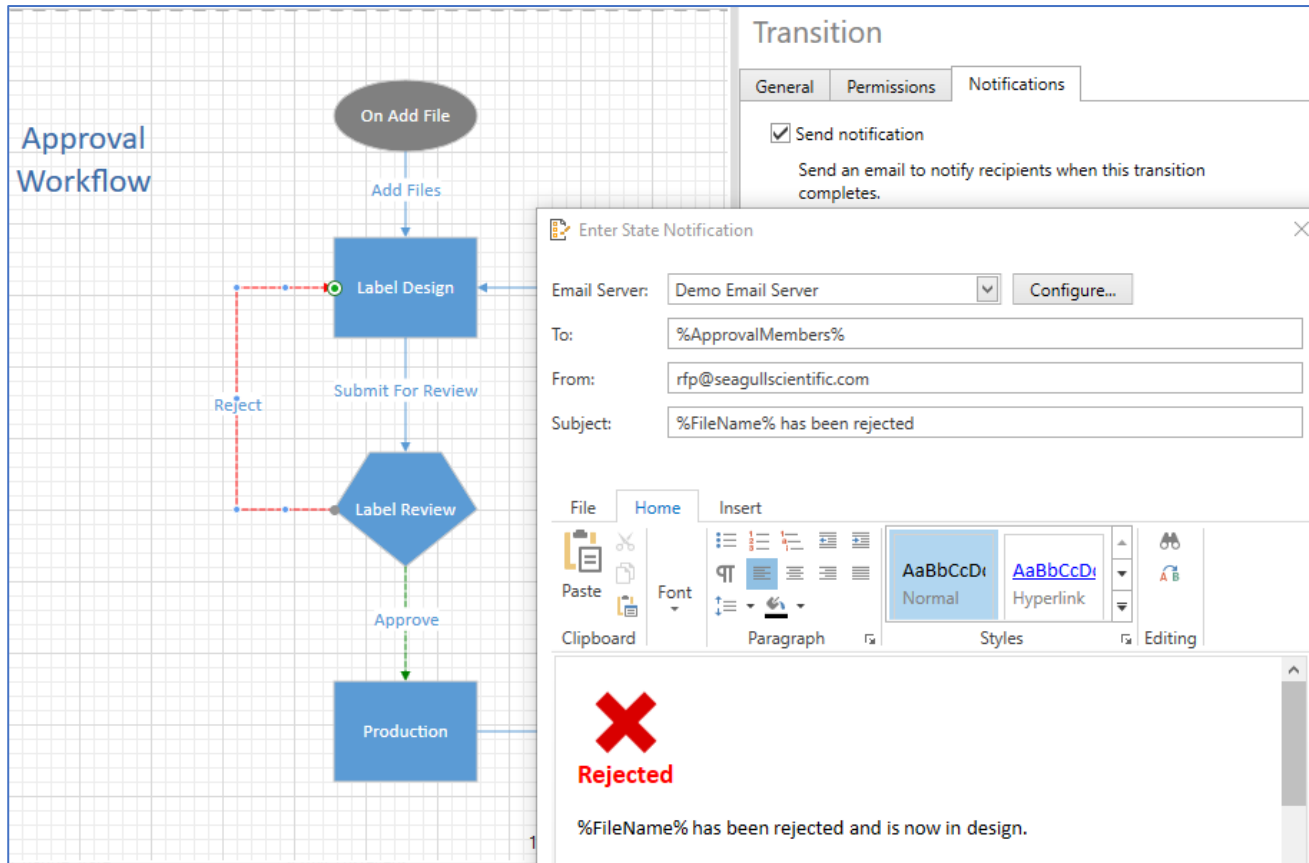 Approval
Workflow
On Add File
Add Files
Label Design
Submit For Review
Reject
Label Review
Approve
Production
1
Transition
General
Permissions
Notifications
Send notification
Send an email to notify recipients when this transition
completes.
Enter State Notification
Email Server:
Demo Email Server
Configure...
To:
%ApprovalMembers%
From:
rfp@seagullscientific.com
Subject:
%FileName% has been rejected
File
Home
Insert
Paste
Font
AaBbCcDc
AaBbCcDc
Normal
Hyperlink
Clipboard
Paragraph
Styles
Editing
Rejected
%FileName% has been rejected and is now in design.